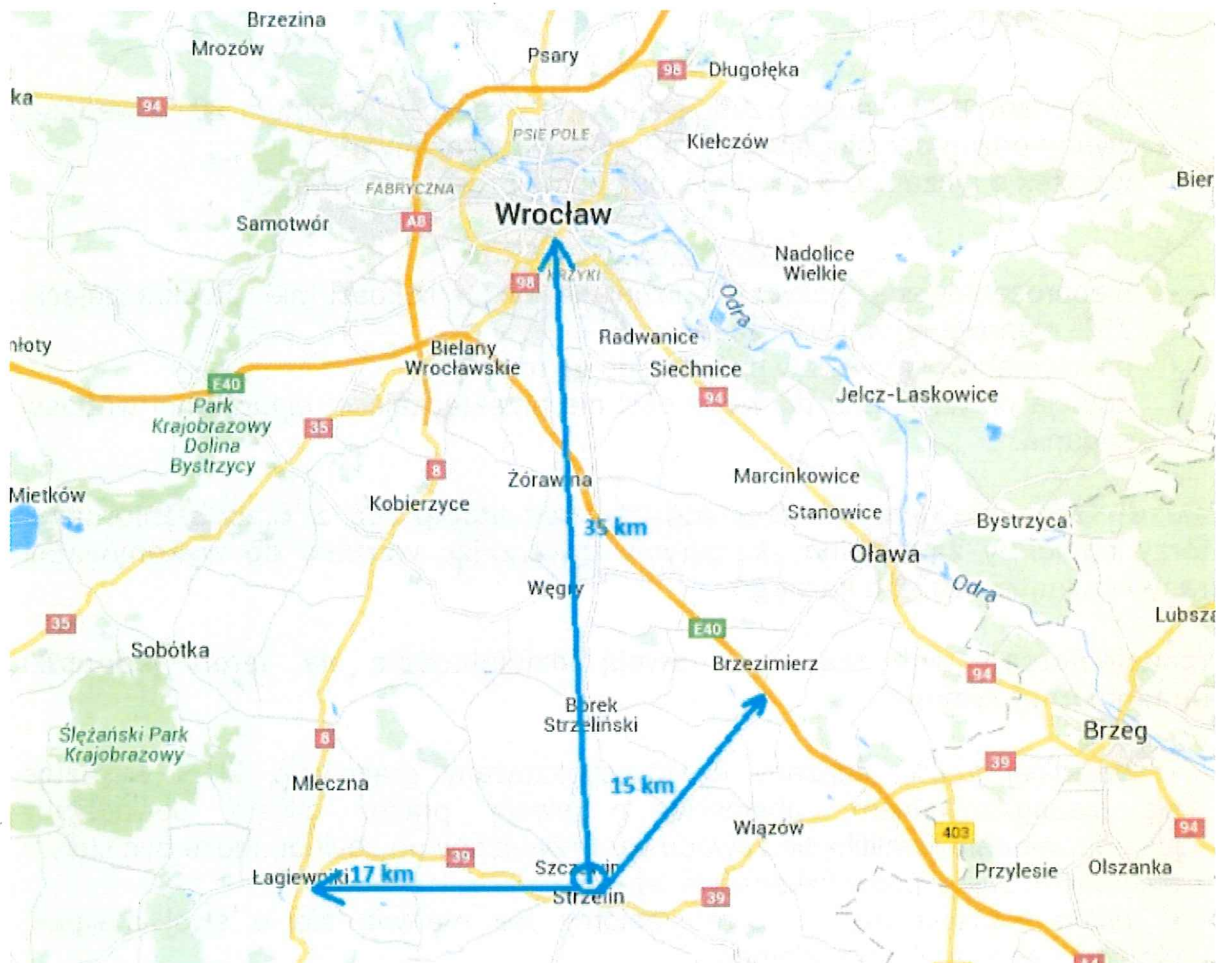 Brzezina
Mrozów
Psary
98
Długołęka
ka
94
PSIE POLE
Kiełczów
FABRYCZNA
Bier
Wrocław
Samotwór
A8
Nadolice
Wielkie
98
KRZYKI
Odra
Radwanice
Bielany
Wrocławskie
Siechnice
E40
94
Jelcz-Laskowice
Park
Krajobrazowy
Dolina
Bystrzycy
35
8
Żórawina
Marcinkowice
Mietków
Kobierzyce
Stanowice
35 km
Bystrzyca
Oława
Węgry
Odra
Lubsza
35
E40
Sobótka
Brzezimierz
94
Borek
Strzeliński
Ślężański Park
Krajobrazowy
8
Brzeg
39
Mleczna
15 km
Wiązów
403
94
39
Łagiewniki
17 km
Przylesie
Olszanka
Strzelin
39